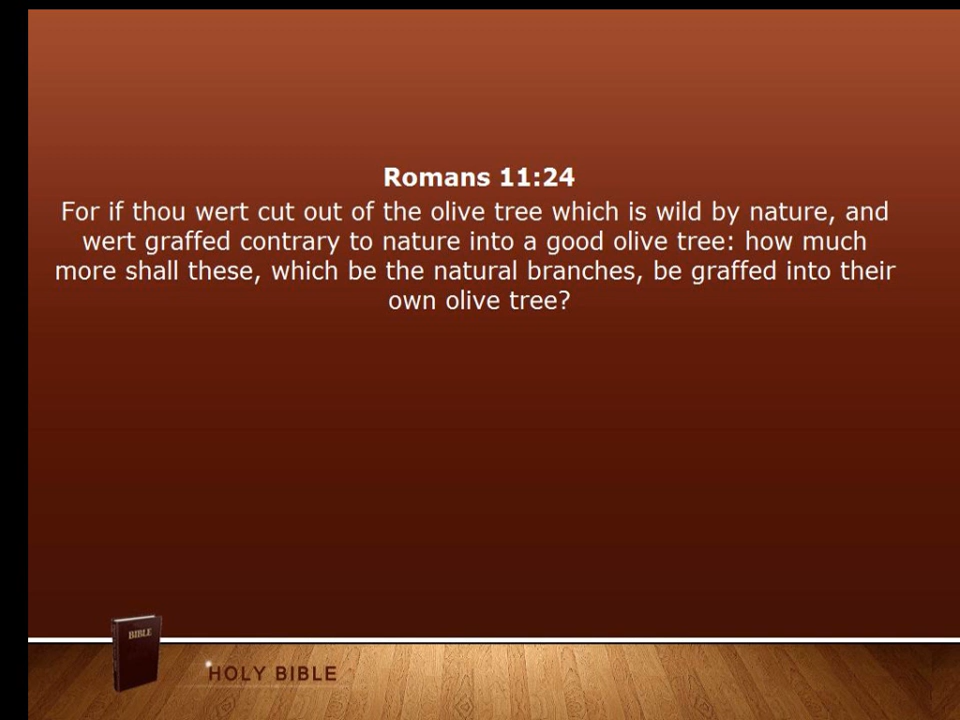 Romans 11:24
For if thou wert cut out of the olive tree which is wild by nature, and
wert graffed contrary to nature into a good olive tree: how much
more shall these, which be the natural branches, be graffed into their
own olive tree?
BIBLE
HOLY BIBLE